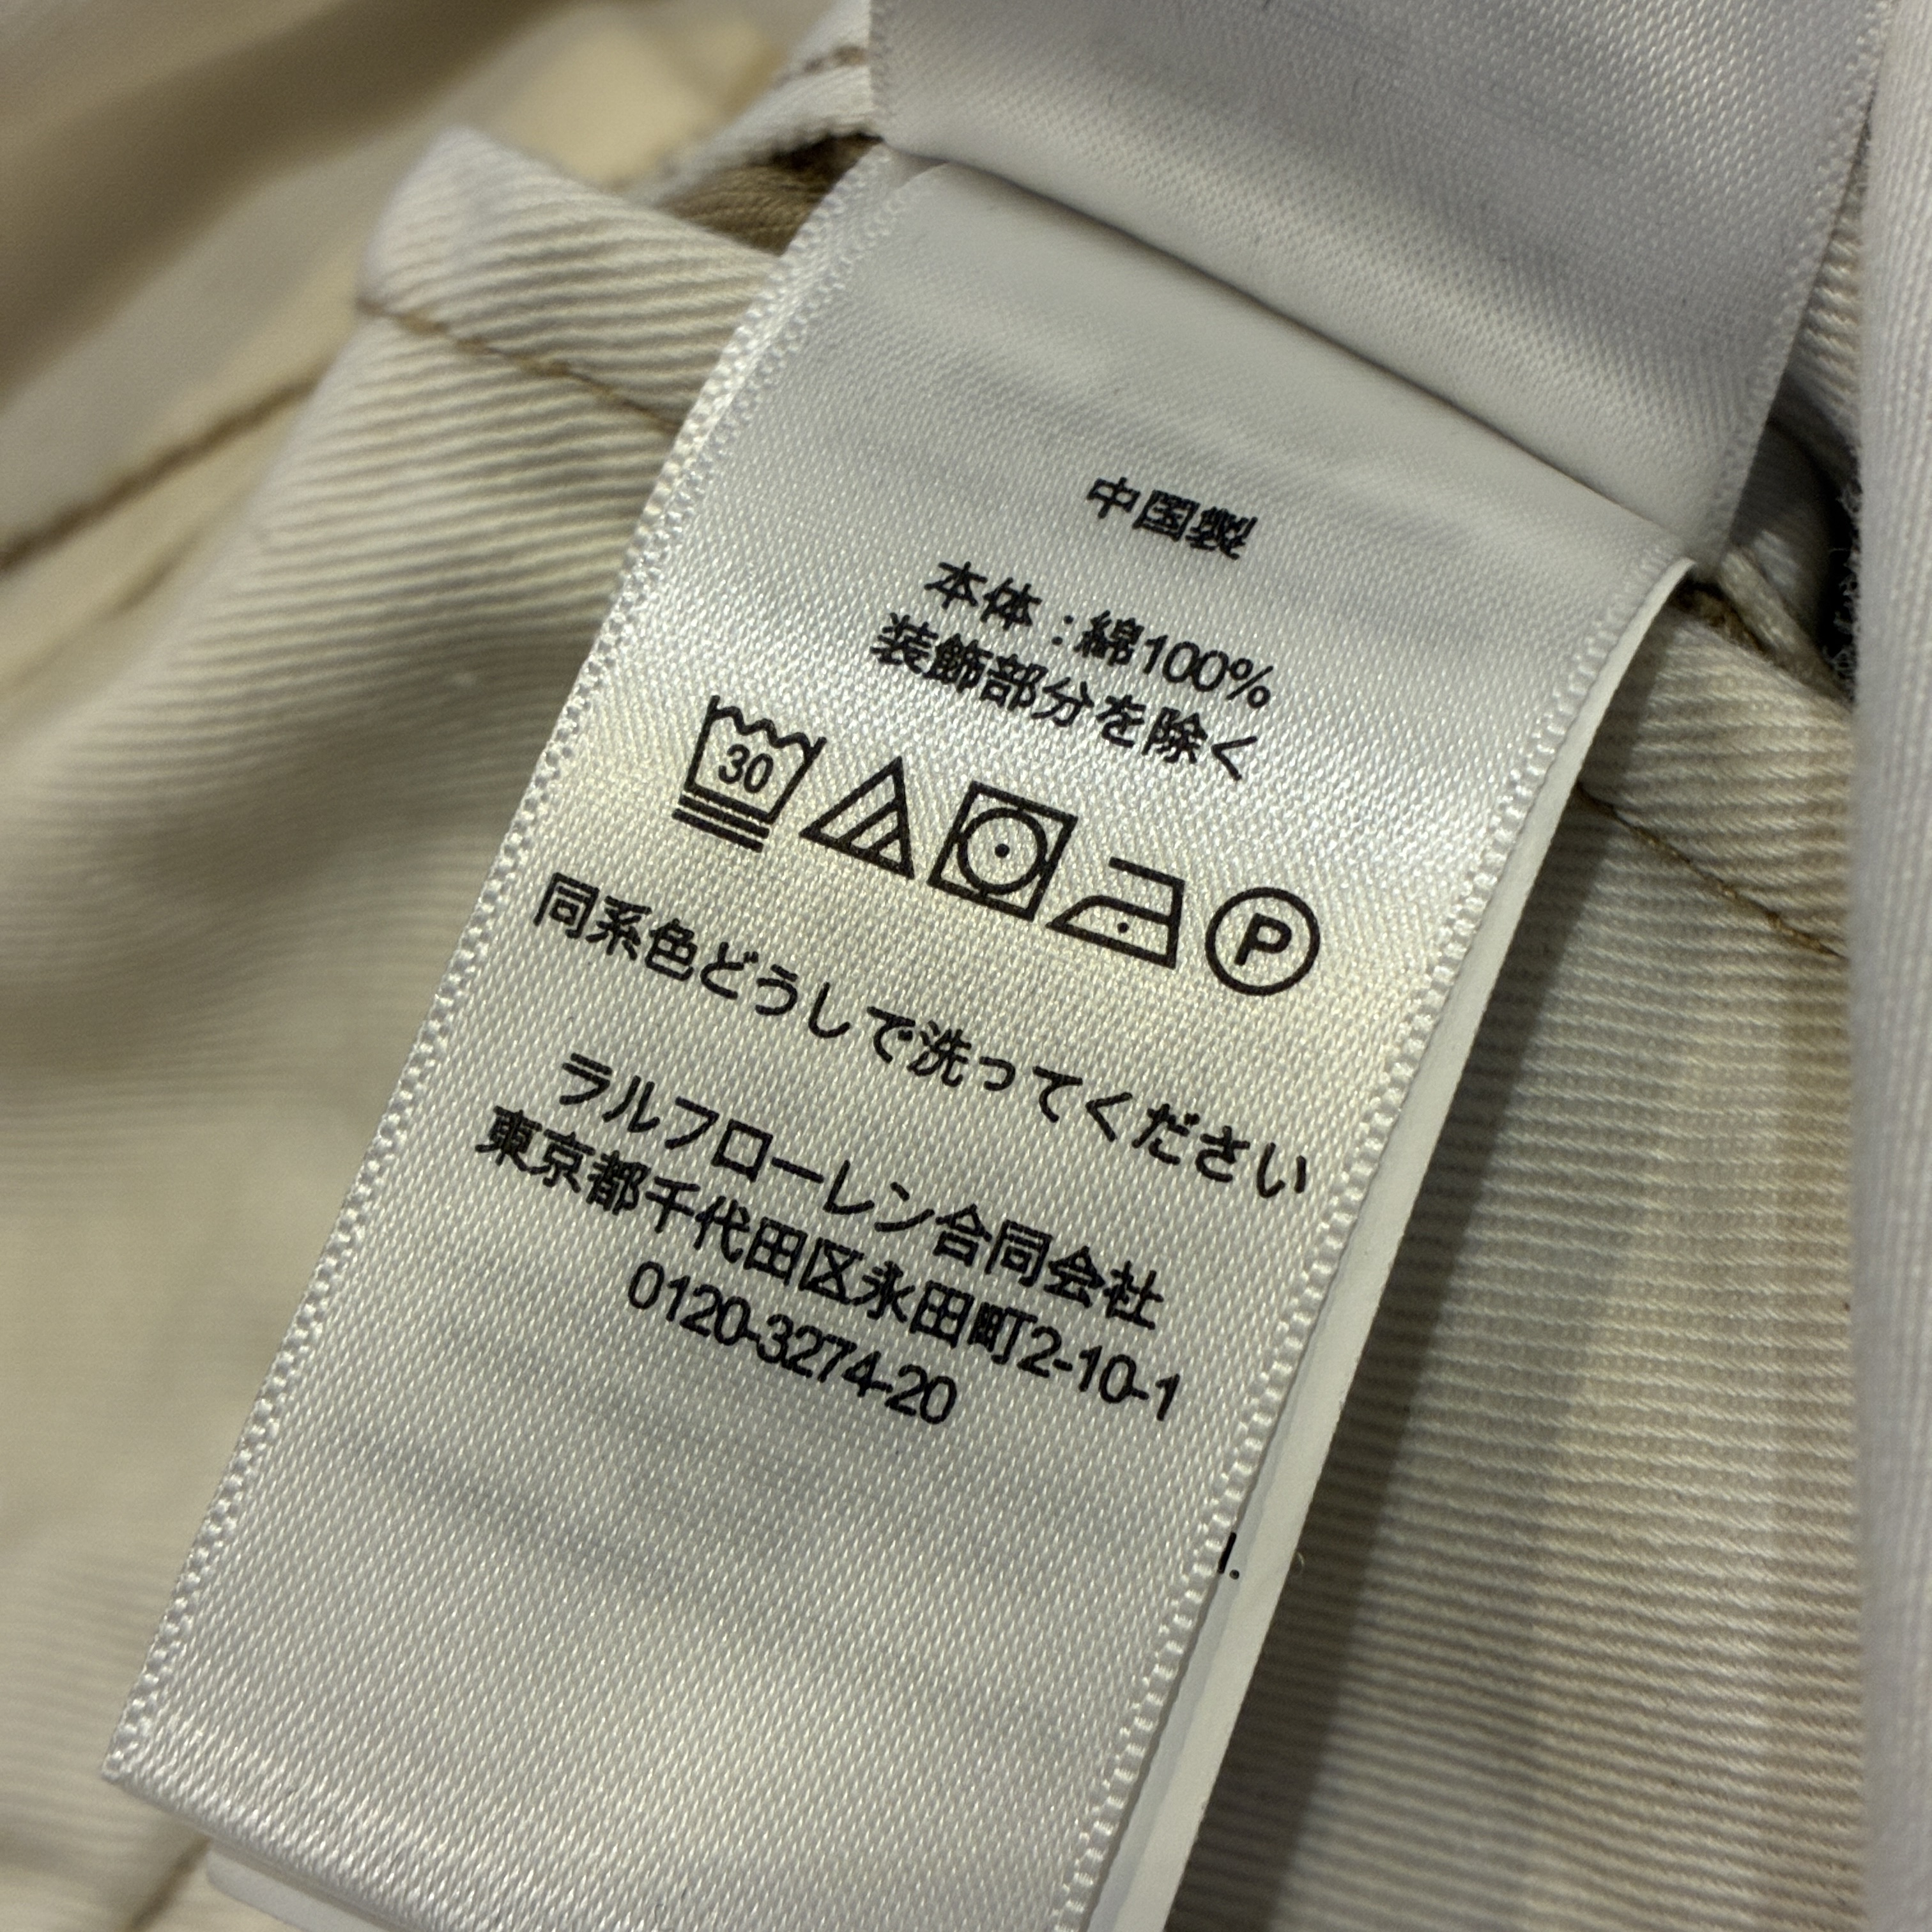 中国製
本体:綿100%
装飾部分を除く
30
P
同系色どうしで洗ってください
ラルフローレン合同会社
東京都千代田区永田町2-10-1
0120-3274-20